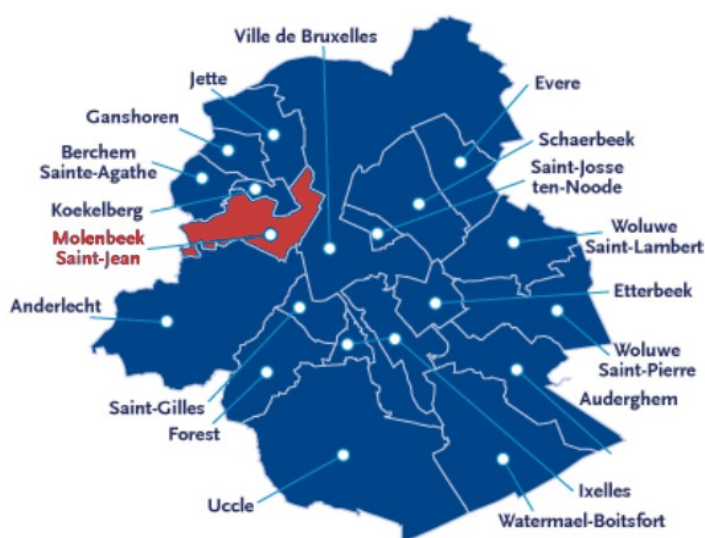 Ville de Bruxelles
Jette
Evere
Ganshoren
Schaerbeek
Berchem
Sainte-Agathe
Saint-Josse
ten-Noode
Koekelberg
Molenbeek
Saint-Jean
Woluwe
Saint-Lambert
Etterbeek
Anderlecht
Woluwe
Saint-Pierre
Auderghem
Saint-Gilles
Forest
Ixelles
Uccle
Watermael-Boitsfort